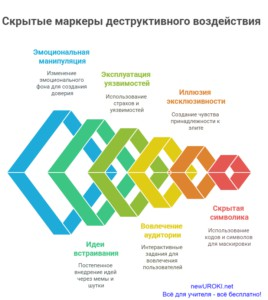 Скрытые маркеры деструктивного воздействия
Эмоциональная
манипуляция
Изменение
эмоционального
фона для создания
доверия
Эксплуатация
уязвимостей
Использование
страхов и
уязвимостей
Иллюзия
эксклюзивности
Создание чувства
принадлежности к
элите
Идеи
встраивания
Постепенное
внедрение идей через
мемы и
шутки
Вовлечение
аудитории
Интерактивные
задания для
вовлечения
пользователей
Скрытая
символика
Использование
кодов и символов
для маскировки
newUROKI.net
Всё для учителя - всё бесплатно!